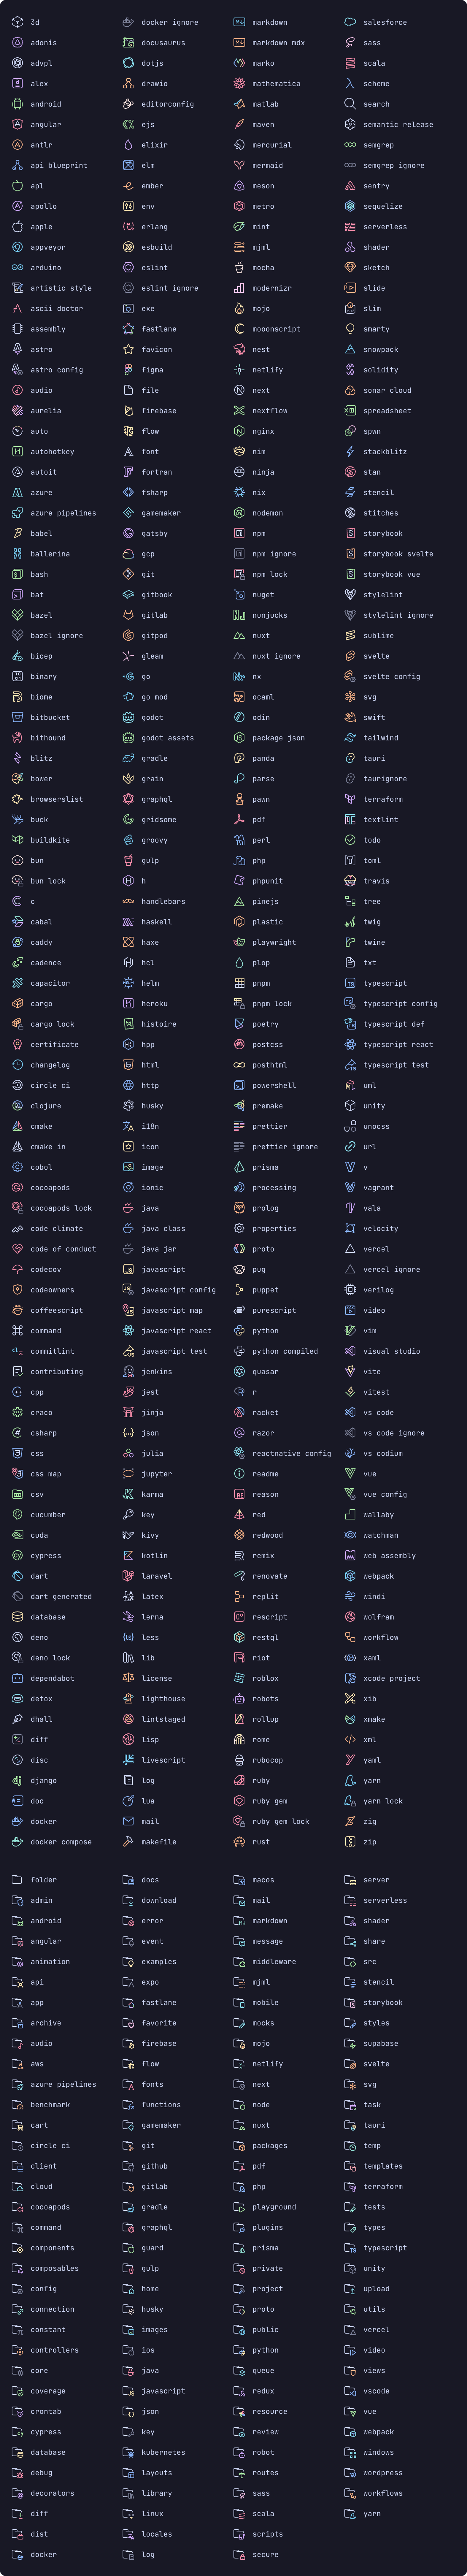 3d
adonis
advpl
alex
android
angular
antlr
api blueprint
apl
apollo
apple
appveyor
arduino
artistic style
ascii doctor
assembly
astro
astro config
audio
aurelia
auto
autohotkey
autoit
azure
azure pipelines
babel
ballerina
bash
bat
bazel
bazel ignore
bicep
binary
biome
bitbucket
bithound
blitz
bower
browserslist
buck
buildkite
bun
bun lock
c
cabal
caddy
cadence
capacitor
cargo
cargo lock
certificate
changelog
circle ci
clojure
cmake
cmake in
cobol
cocoapods
cocoapods lock
code climate
code of conduct
codecov
codeowners
coffeescript
command
commitlint
contributing
cpp
craco
csharp
css
css map
csv
cucumber
cuda
cypress
dart
dart generated
database
deno
deno lock
dependabot
detox
dhall
diff
disc
django
doc
docker
docker compose
docker ignore
docusaurus
dotjs
drawio
editorconfig
ejs
elixir
elm
ember
env
erlang
esbuild
eslint
eslint ignore
exe
fastlane
favicon
figma
file
firebase
flow
font
fortran
fsharp
gamemaker
gatsby
gcp
git
gitbook
gitlab
gitpod
gleam
go
go mod
godot
godot assets
gradle
grain
graphql
gridsome
groovy
gulp
h
handlebars
haskell
haxe
hcl
helm
heroku
histoire
hpp
html
http
husky
i18n
icon
image
ionic
java
java class
java jar
javascript
javascript config
javascript map
javascript react
javascript test
jenkins
jest
jinja
json
julia
jupyter
karma
key
kivy
kotlin
laravel
latex
lerna
less
lib
license
lighthouse
lintstaged
lisp
livescript
log
lua
mail
makefile
markdown
markdown mdx
marko
mathematica
matlab
maven
mercurial
mermaid
meson
metro
mint
mjml
mocha
modernizr
mojo
mooonscript
nest
netlify
next
nextflow
nginx
nim
ninja
nix
nodemon
npm
npm ignore
npm lock
nuget
nunjucks
nuxt
nuxt ignore
nx
ocaml
odin
package json
panda
parse
pawn
pdf
perl
php
phpunit
pinejs
plastic
playwright
plop
pnpm
pnpm lock
poetry
postcss
posthtml
powershell
premake
prettier
prettier ignore
prisma
processing
prolog
properties
proto
pug
puppet
purescript
python
python compiled
quasar
r
racket
razor
reactnative config
readme
reason
red
redwood
remix
renovate
replit
rescript
restql
riot
roblox
robots
rollup
rome
rubocop
ruby
ruby gem
ruby gem lock
rust
salesforce
sass
scala
scheme
search
semantic release
semgrep
semgrep ignore
sentry
sequelize
serverless
shader
sketch
slide
slim
smarty
snowpack
solidity
sonar cloud
spreadsheet
spwn
stackblitz
stan
stencil
stitches
storybook
storybook svelte
storybook vue
stylelint
stylelint ignore
sublime
svelte
svelte config
svg
swift
tailwind
tauri
taurignore
terraform
textlint
todo
toml
travis
tree
twig
twine
txt
typescript
typescript config
typescript def
typescript react
typescript test
uml
unity
unocss
url
v
vagrant
vala
velocity
vercel
vercel ignore
verilog
video
vim
visual studio
vite
vitest
vs code
vs code ignore
vs codium
vue
vue config
wallaby
watchman
web assembly
webpack
windi
wolfram
workflow
xaml
xcode project
xib
xmake
xml
yaml
yarn
yarn lock
zig
zip
folder
admin
android
angular
animation
api
app
archive
audio
aws
azure pipelines
benchmark
cart
circle ci
client
cloud
cocoapods
command
components
composables
config
connection
constant
controllers
core
coverage
crontab
cypress
database
debug
decorators
diff
dist
docker
docs
download
error
event
examples
expo
fastlane
favorite
firebase
flow
fonts
functions
gamemaker
git
github
gitlab
gradle
graphql
guard
gulp
home
husky
images
ios
java
javascript
json
key
kubernetes
layouts
library
linux
locales
log
macos
mail
markdown
message
middleware
mjml
mobile
mocks
mojo
netlify
next
node
nuxt
packages
pdf
php
playground
plugins
prisma
private
project
proto
public
python
queue
redux
resource
review
robot
routes
sass
scala
scripts
secure
server
serverless
shader
share
src
stencil
storybook
styles
supabase
svelte
svg
task
tauri
temp
templates
terraform
tests
types
typescript
unity
upload
utils
vercel
video
views
vscode
vue
webpack
windows
wordpress
workflows
yarn